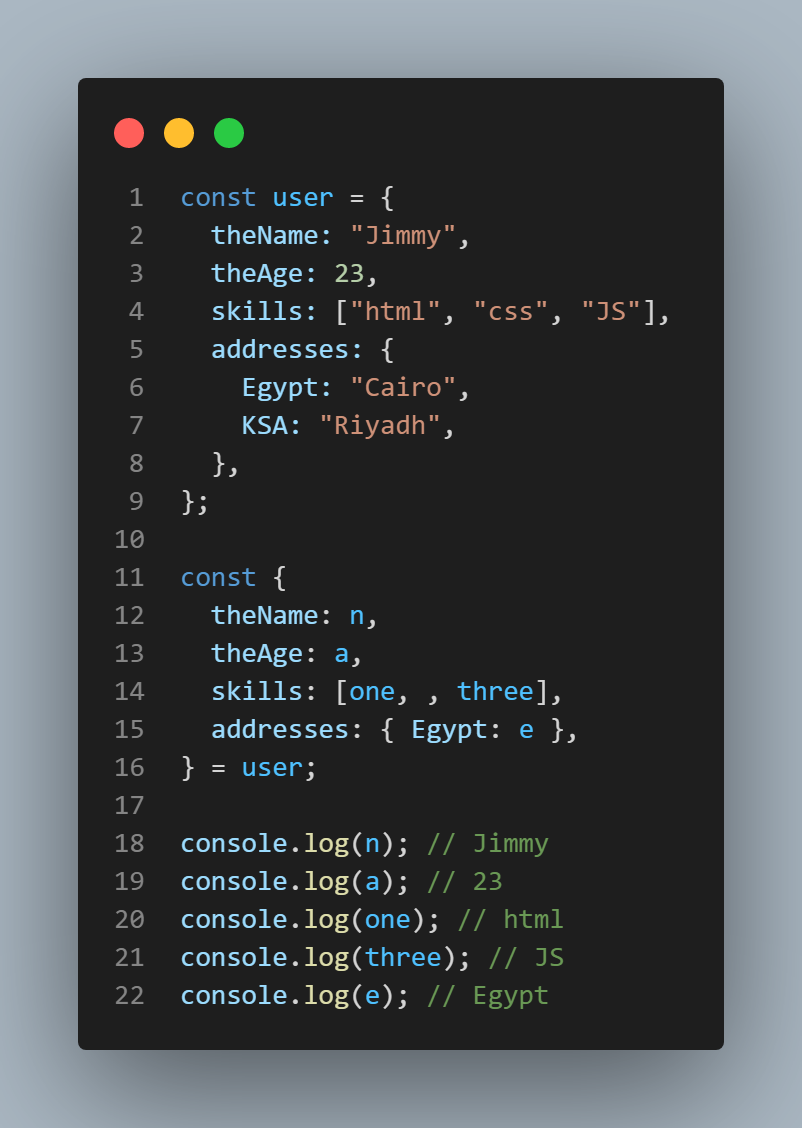 1 const user = {
2   theName: "Jimmy",
3   theAge: 23,
4   skills: ["html", "css", "JS"],
5   addresses: {
6     Egypt: "Cairo",
7     KSA: "Riyadh",
8   },
9 };
10
11 const {
12   theName: n,
13   theAge: a,
14   skills: [one, , three],
15   addresses: { Egypt: e },
16 } = user;
17
18 console.log(n); // Jimmy
19 console.log(a); // 23
20 console.log(one); // html
21 console.log(three); // JS
22 console.log(e); // Egypt